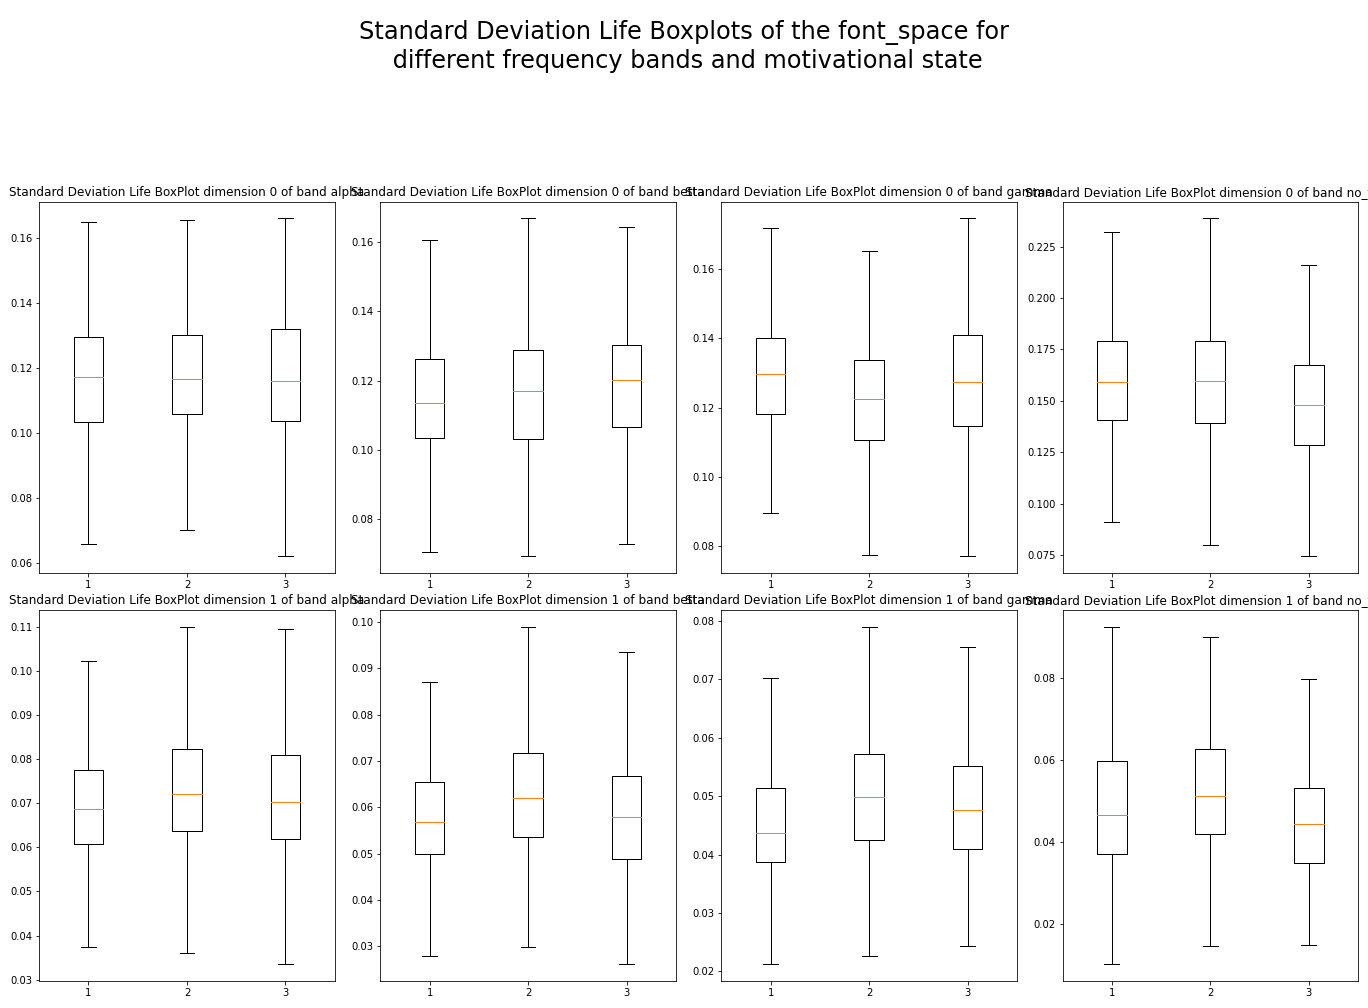 Standard Deviation Life Boxplots of the font_space for
different frequency bands and motivational state
Standard Deviation Life BoxPlot dimension 0 of band alpha
Standard Deviation Life BoxPlot dimension 0 of band betta
Standard Deviation Life BoxPlot dimension 0 of band gamma
Standard Deviation Life BoxPlot dimension 0 of band no_
0.16
0.14
0.12
0.10
0.08
0.06
1 2 3
0.16
0.14
0.12
0.10
0.08
1 2 3
0.16
0.14
0.12
0.10
0.08
1 2 3
0.225
0.200
0.175
0.150
0.125
0.100
0.075
1 2 3
Standard Deviation Life BoxPlot dimension 1 of band alpha
Standard Deviation Life BoxPlot dimension 1 of band betta
Standard Deviation Life BoxPlot dimension 1 of band gamma
Standard Deviation Life BoxPlot dimension 1 of band no_
0.11
0.10
0.09
0.08
0.07
0.06
0.05
0.04
0.03
1 2 3
0.10
0.09
0.08
0.07
0.06
0.05
0.04
0.03
1 2 3
0.08
0.07
0.06
0.05
0.04
0.03
0.02
1 2 3
0.08
0.06
0.04
0.02
1 2 3